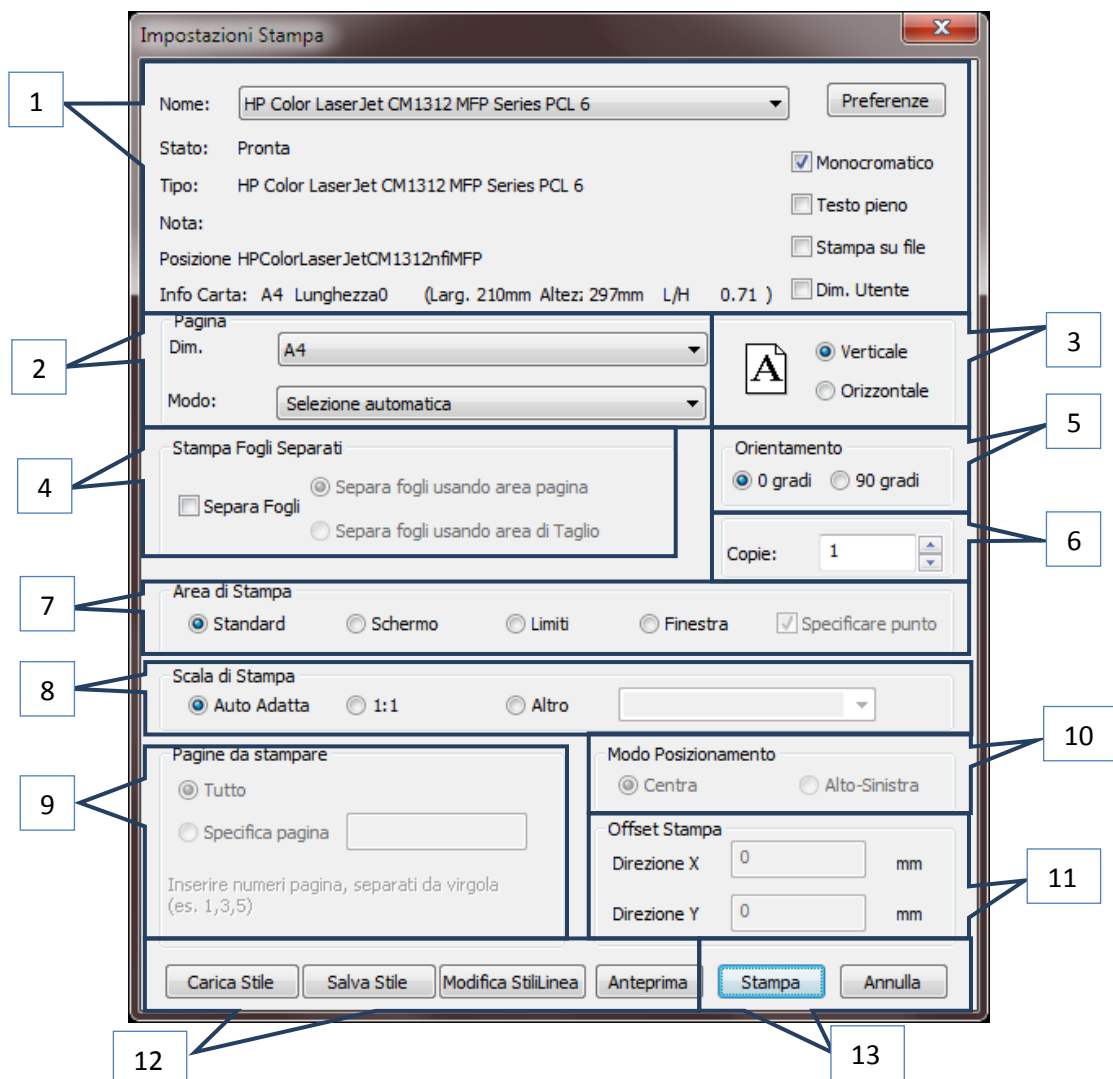 Impostazioni Stampa
1
Nome: HP Color LaserJet CM1312 MFP Series PCL 6 Preferenze
Stato: Pronta
Monocromatico
Tipo: HP Color LaserJet CM1312 MFP Series PCL 6
Testo pieno
Nota:
Stampa su file
Posizione HPColorLaserJetCM1312nfiMFP
Info Carta: A4 Lunghezza0 (Larg. 210mm Altez: 297mm L/H 0.71 ) Dim. Utente
2
Pagina
Dim. A4
Modo: Selezione automatica
3
A
Verticale
Orizzontale
4
Stampa Fogli Separati
Separa Fogli
Separa fogli usando area pagina
Separa fogli usando area di Taglio
5
Orientamento
0 gradi 90 gradi
6
Copie: 1
7
Area di Stampa
Standard Schermo Limiti Finestra Specificare punto
8
Scala di Stampa
Auto Adatta 1:1 Altro
9
Pagine da stampare
Tutto
Specifica pagina
Inserire numeri pagina, separati da virgola
(es. 1,3,5)
10
Modo Posizionamento
Centra Alto-Sinistra
11
Offset Stampa
Direzione X 0 mm
Direzione Y 0 mm
Carica Stile Salva Stile Modifica StiliLinea Anteprima Stampa Annulla
12 13